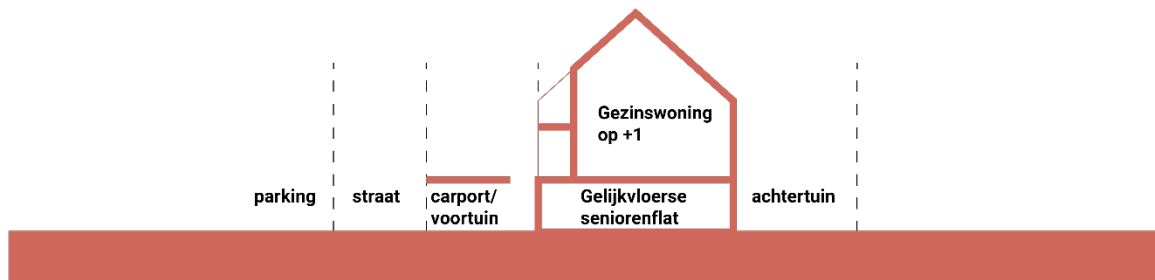 Gezinswoning
op +1
parking
straat
carport/
voortuin
Gelijkvloerse
seniorenflat
achtertuin